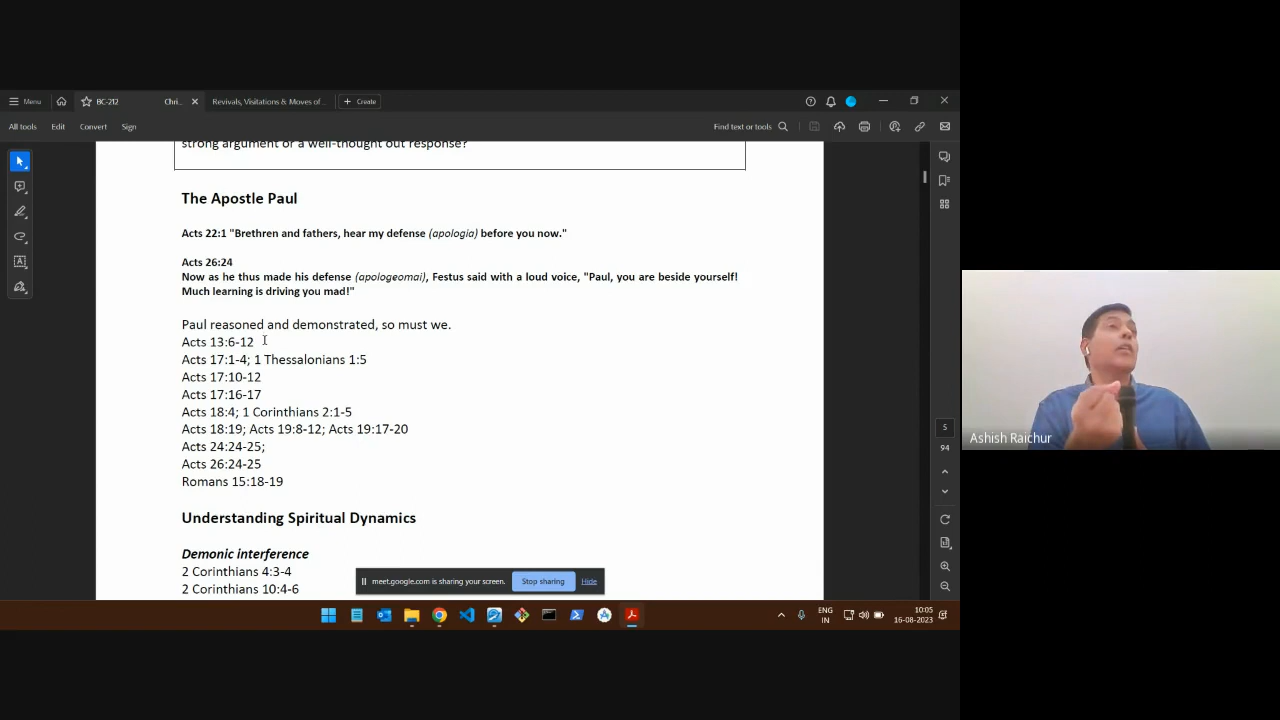 Menu
BC-212
Chri...
Revivals, Visitations & Moves of...
Create
All tools
Edit
Convert
Sign
Find text or tools
strong argument or a well-thought out response?
The Apostle Paul
Acts 22:1 "Brethren and fathers, hear my defense (apologia) before you now."
Acts 26:24
Now as he thus made his defense (apologeomai), Festus said with a loud voice, "Paul, you are beside yourself!
Much learning is driving you mad!"
Paul reasoned and demonstrated, so must we.
Acts 13:6-12
Acts 17:1-4; 1 Thessalonians 1:5
Acts 17:10-12
Acts 17:16-17
Acts 18:4; 1 Corinthians 2:1-5
Acts 18:19; Acts 19:8-12; Acts 19:17-20
Acts 24:24-25;
Acts 26:24-25
Romans 15:18-19
Understanding Spiritual Dynamics
Demonic interference
2 Corinthians 4:3-4
2 Corinthians 10:4-6
5
94
meet.google.com is sharing your screen.
Stop sharing
Hide
ENG
IN
10:05
16-08-2023
Ashish Raichur